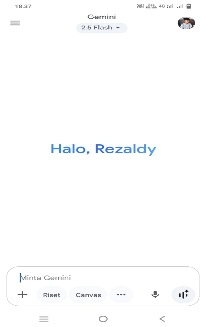 18.37
Gemini
2.5 Flash
Halo, Rezaldy
Minta Gemini
Riset
Canvas